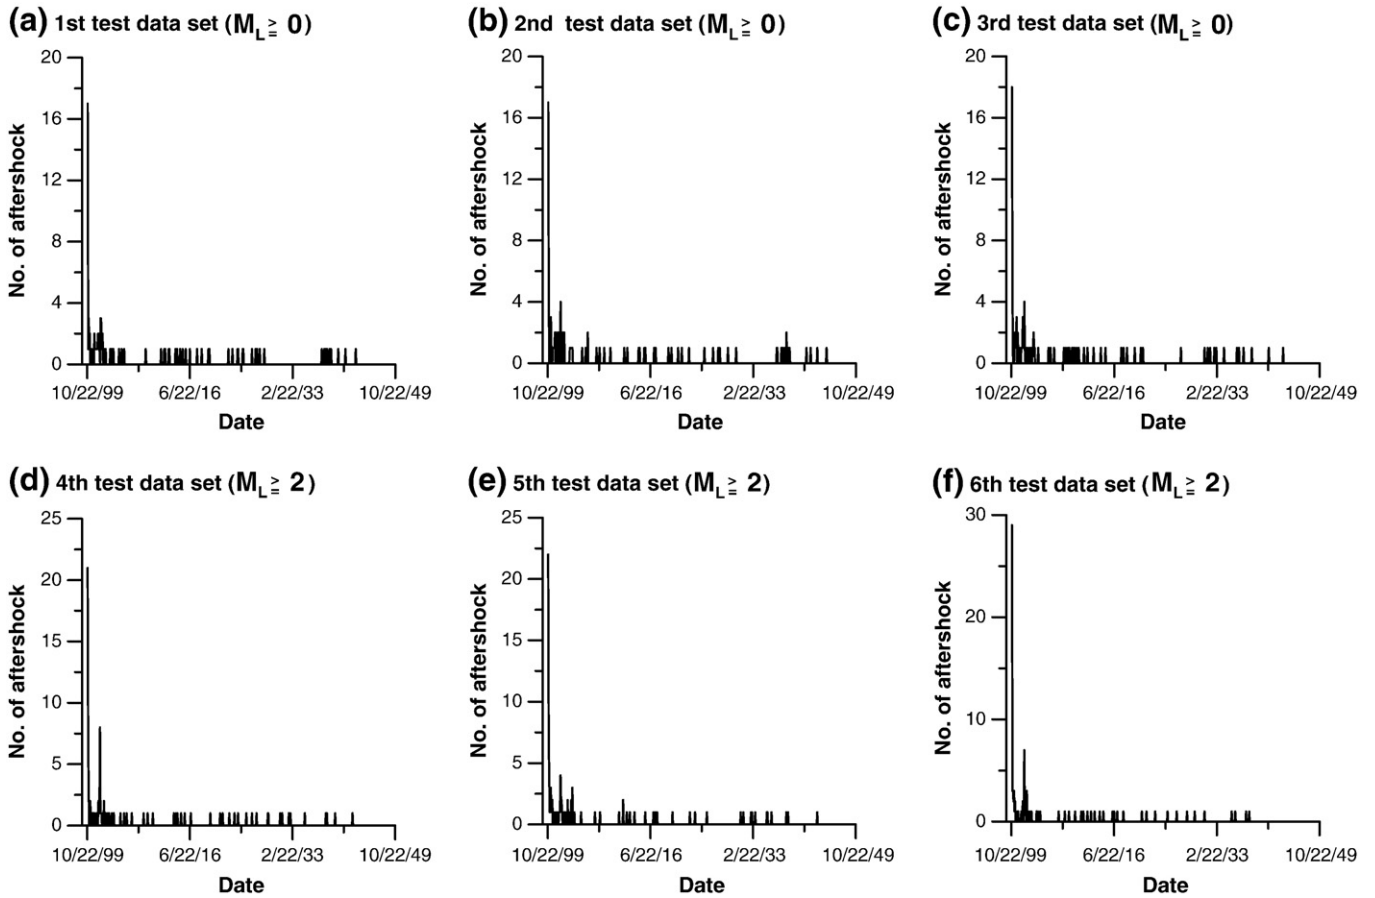 (a) 1st test data set (ML ≧ 0)
20
16
12
8
4
0
No. of aftershock
10/22/99 6/22/16 2/22/33 10/22/49
Date
(b) 2nd test data set (ML ≧ 0)
20
16
12
8
4
0
No. of aftershock
10/22/99 6/22/16 2/22/33 10/22/49
Date
(c) 3rd test data set (ML ≧ 0)
20
16
12
8
4
0
No. of aftershock
10/22/99 6/22/16 2/22/33 10/22/49
Date
(d) 4th test data set (ML ≧ 2)
25
20
15
10
5
0
No. of aftershock
10/22/99 6/22/16 2/22/33 10/22/49
Date
(e) 5th test data set (ML ≧ 2)
25
20
15
10
5
0
No. of aftershock
10/22/99 6/22/16 2/22/33 10/22/49
Date
(f) 6th test data set (ML ≧ 2)
30
20
10
0
No. of aftershock
10/22/99 6/22/16 2/22/33 10/22/49
Date